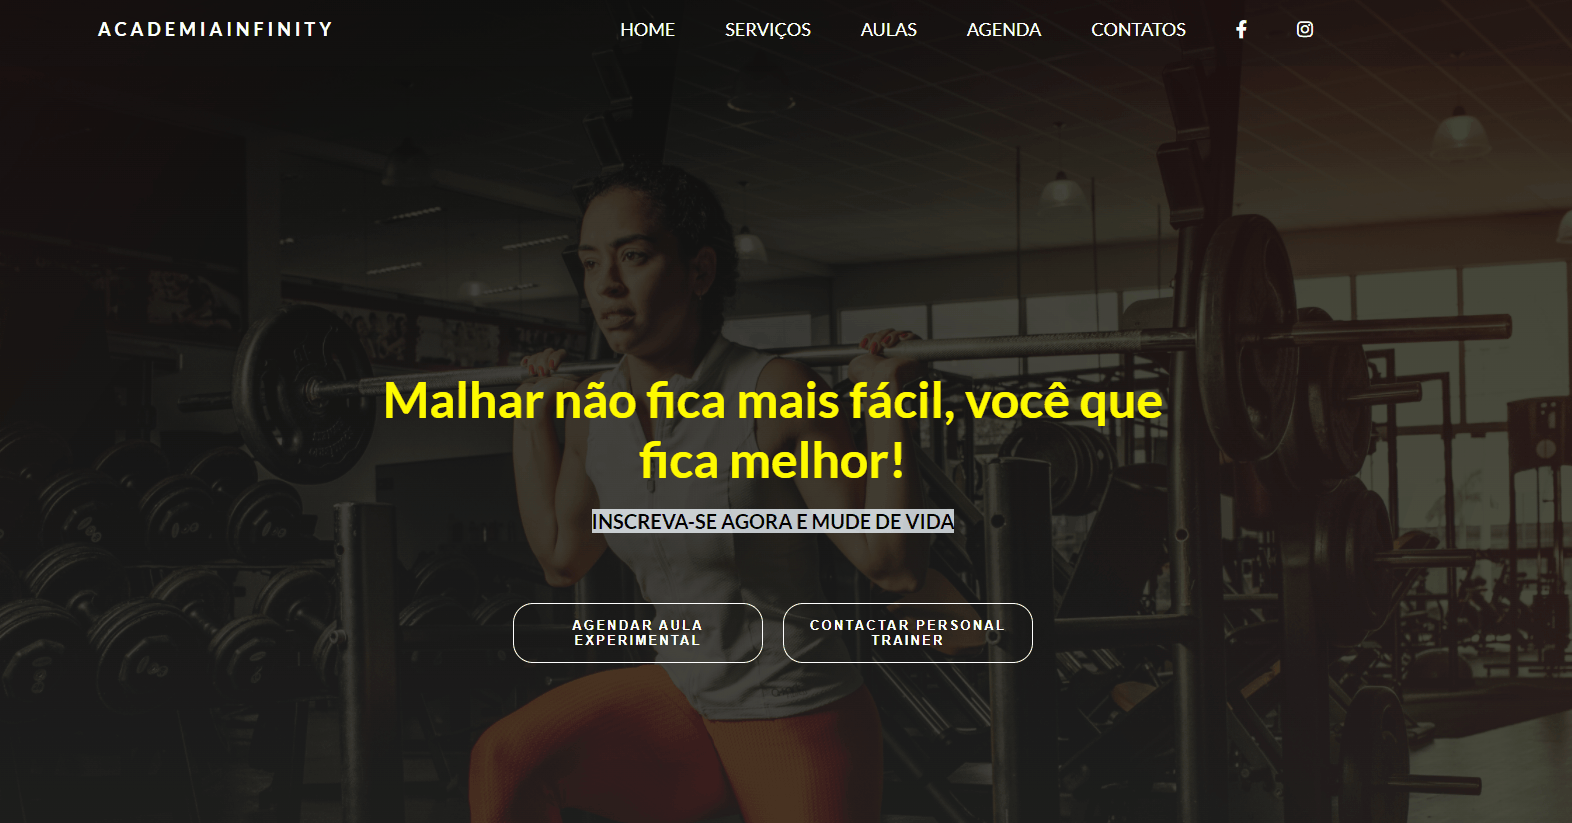 ACADEMIAINFINITY
HOME SERVIÇOS AULAS AGENDA CONTATOS
Malhar não fica mais fácil, você que
fica melhor!
INSCREVA-SE AGORA E MUDE DE VIDA
AGENDAR AULA
EXPERIMENTAL
CONTACTAR PERSONAL
TRAINER